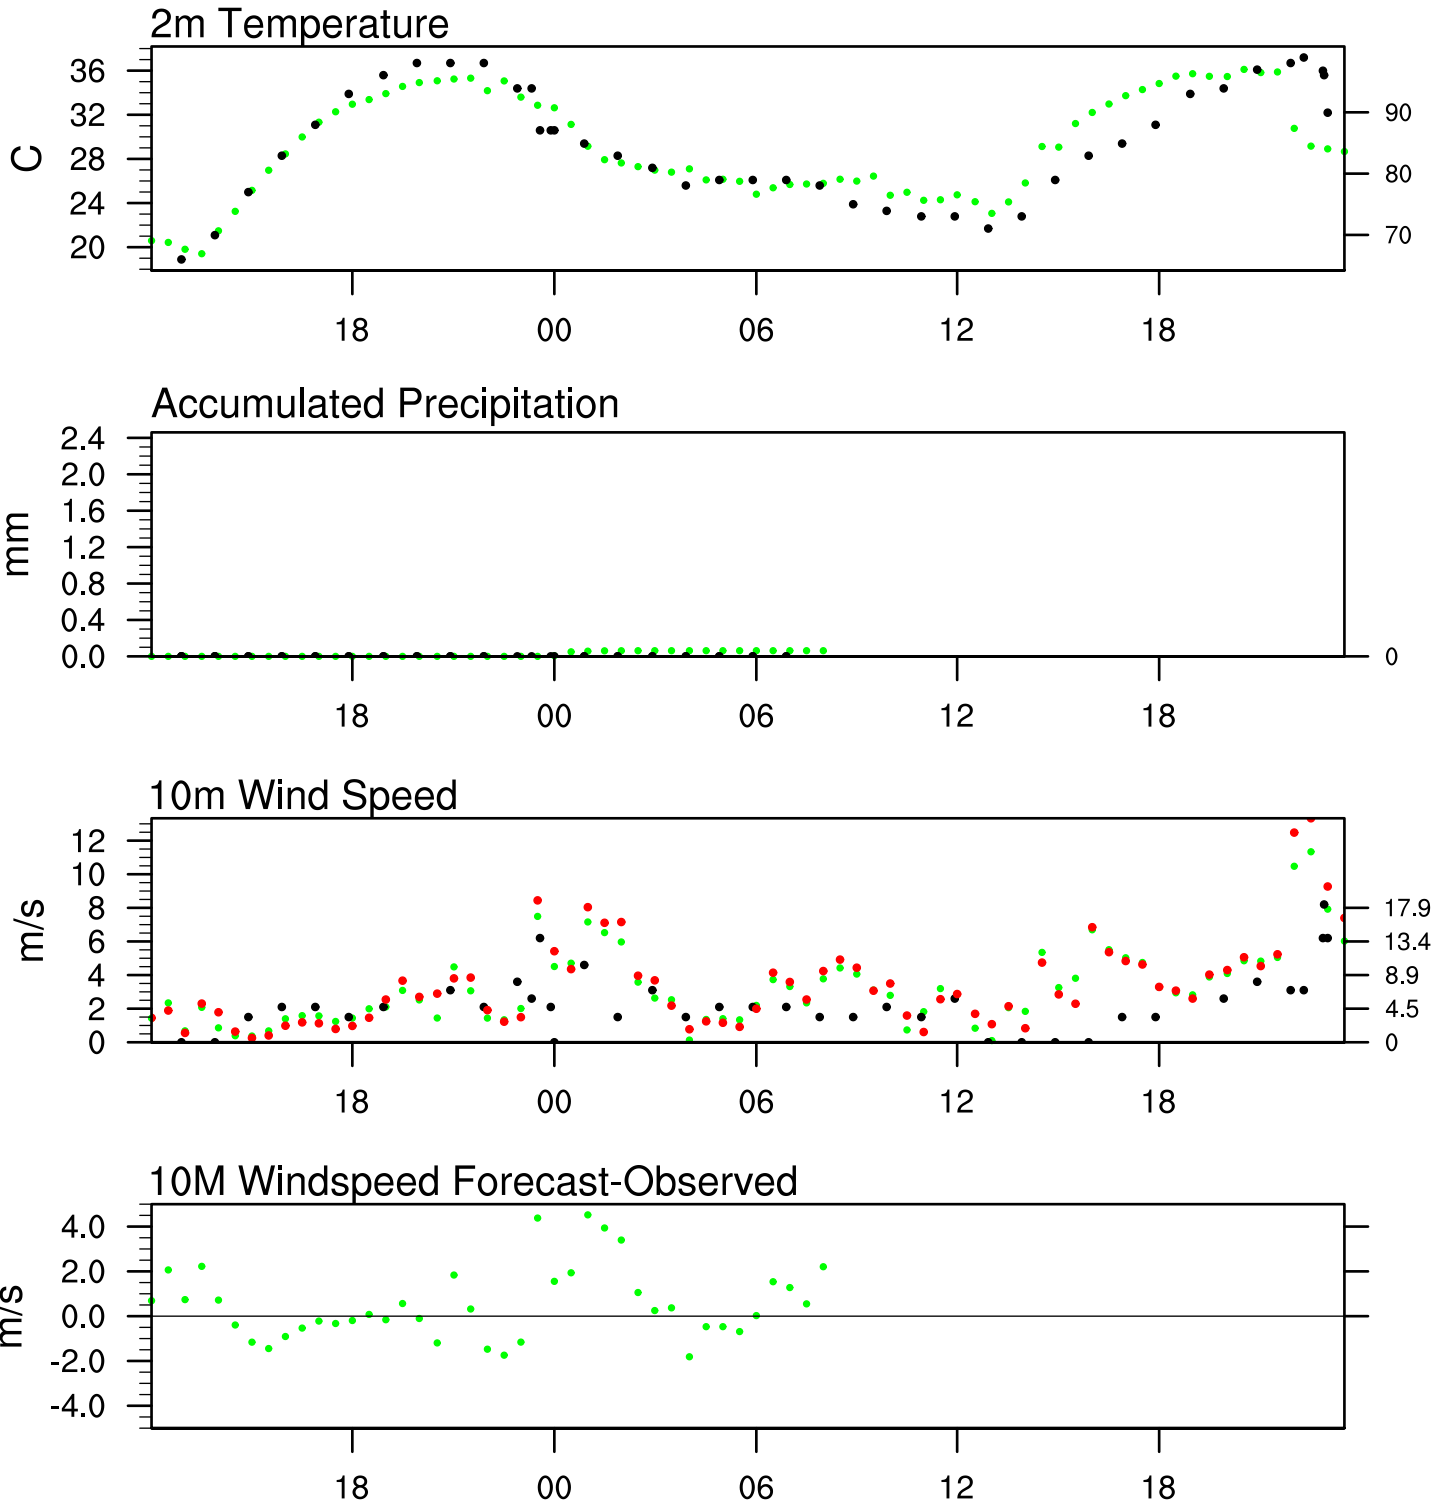 2m Temperature
36
32
28
24
20
C
90
80
70
18 00 06 12 18
Accumulated Precipitation
2.4
2.0
1.6
1.2
0.8
0.4
0.0
mm
0
18 00 06 12 18
10m Wind Speed
12
10
8
6
4
2
0
m/s
17.9
13.4
8.9
4.5
0
18 00 06 12 18
10M Windspeed Forecast-Observed
4.0
2.0
0.0
-2.0
-4.0
m/s
18 00 06 12 18